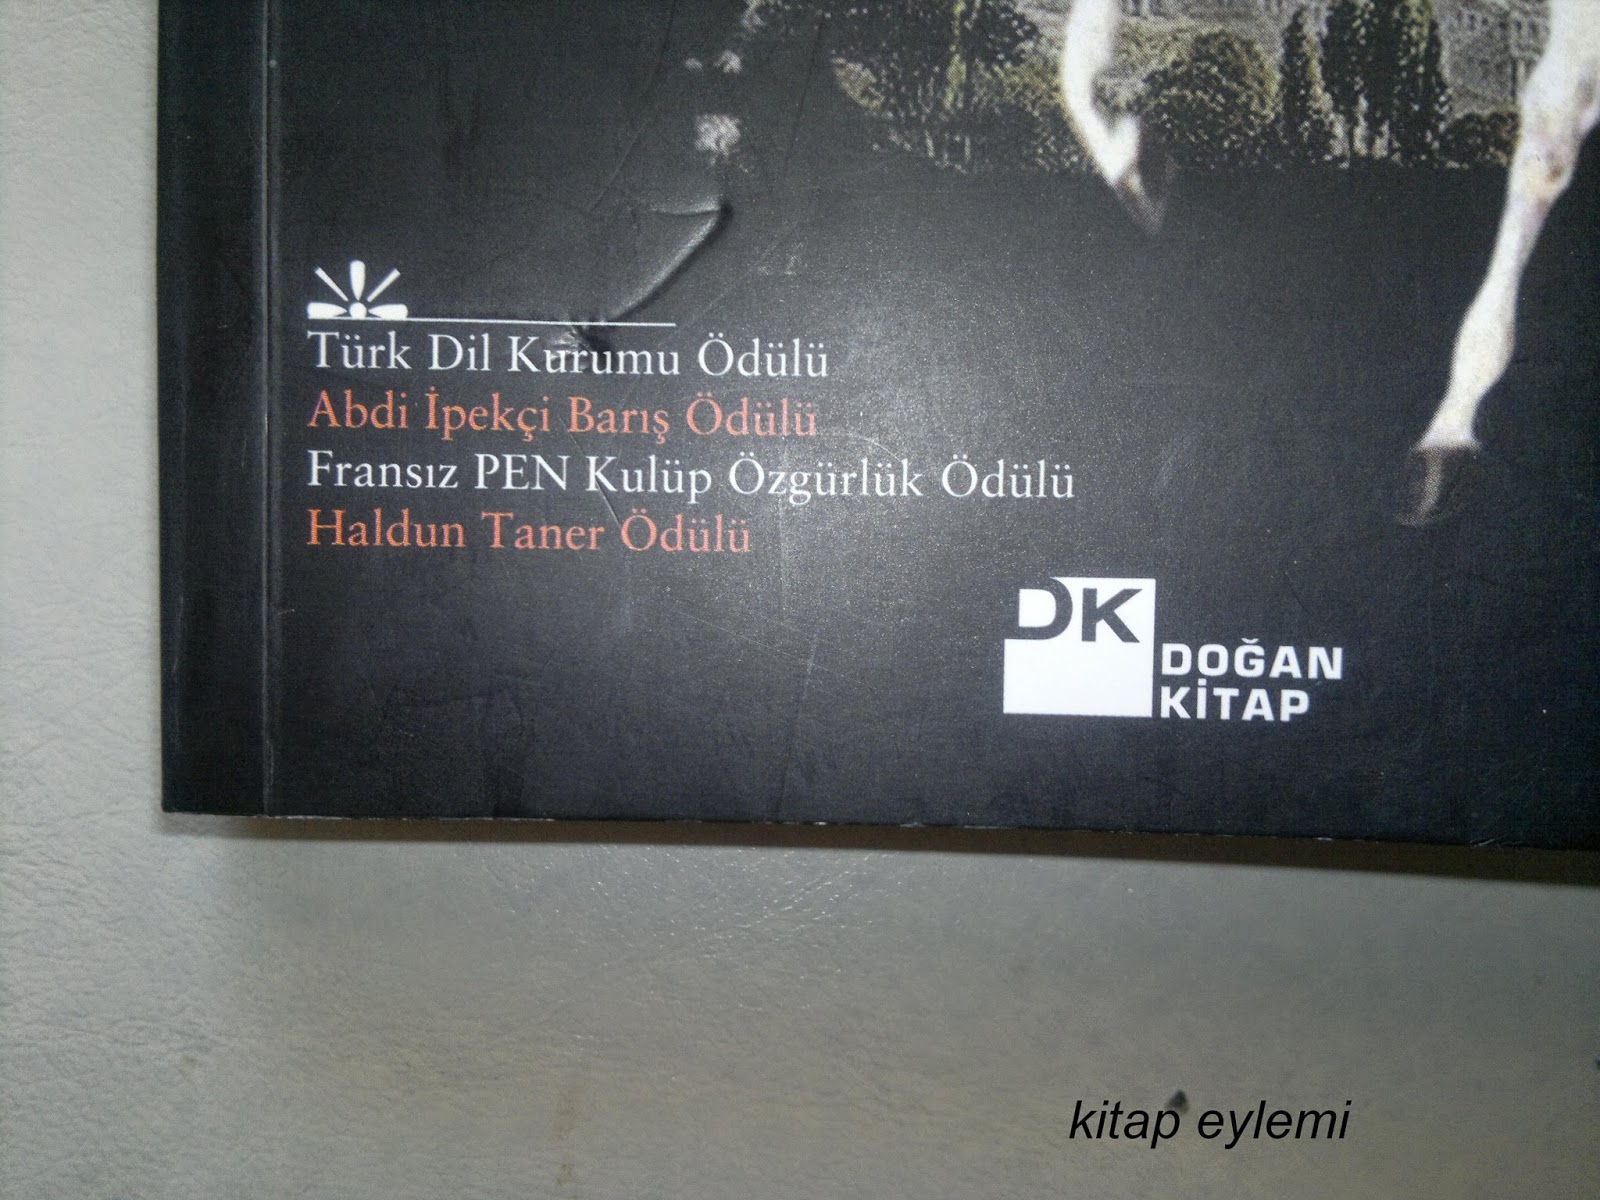 Türk Dil Kurumu Ödülü
Abdi İpekçi Barış Ödülü
Fransız PEN Kulüp Özgürlük Ödülü
Haldun Taner Ödülü
DK
DOĞAN
KİTAP
kitap eylemi